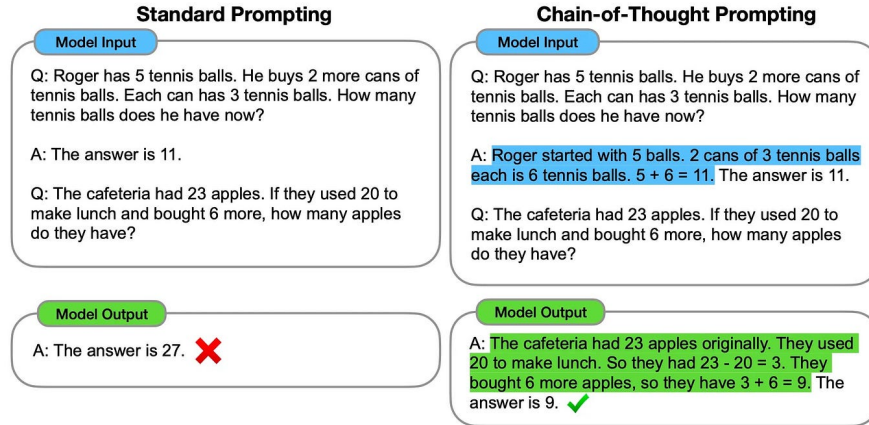 Standard Prompting
Model Input
Q: Roger has 5 tennis balls. He buys 2 more cans of
tennis balls. Each can has 3 tennis balls. How many
tennis balls does he have now?
A: The answer is 11.
Q: The cafeteria had 23 apples. If they used 20 to
make lunch and bought 6 more, how many apples
do they have?
Model Output
A: The answer is 27.
Chain-of-Thought Prompting
Model Input
Q: Roger has 5 tennis balls. He buys 2 more cans of
tennis balls. Each can has 3 tennis balls. How many
tennis balls does he have now?
A: Roger started with 5 balls. 2 cans of 3 tennis balls
each is 6 tennis balls. 5 + 6 = 11. The answer is 11.
Q: The cafeteria had 23 apples. If they used 20 to
make lunch and bought 6 more, how many apples
do they have?
Model Output
A: The cafeteria had 23 apples originally. They used
20 to make lunch. So they had 23 - 20 = 3. They
bought 6 more apples, so they have 3 + 6 = 9. The
answer is 9.